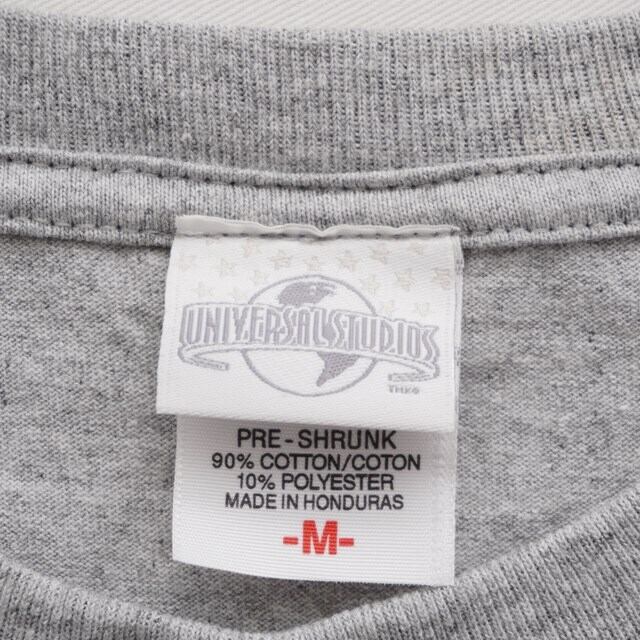 UNIVERSAL STUDIOS
PRE-SHRUNK
90% COTTON/COTON
10% POLYESTER
MADE IN HONDURAS
-M-